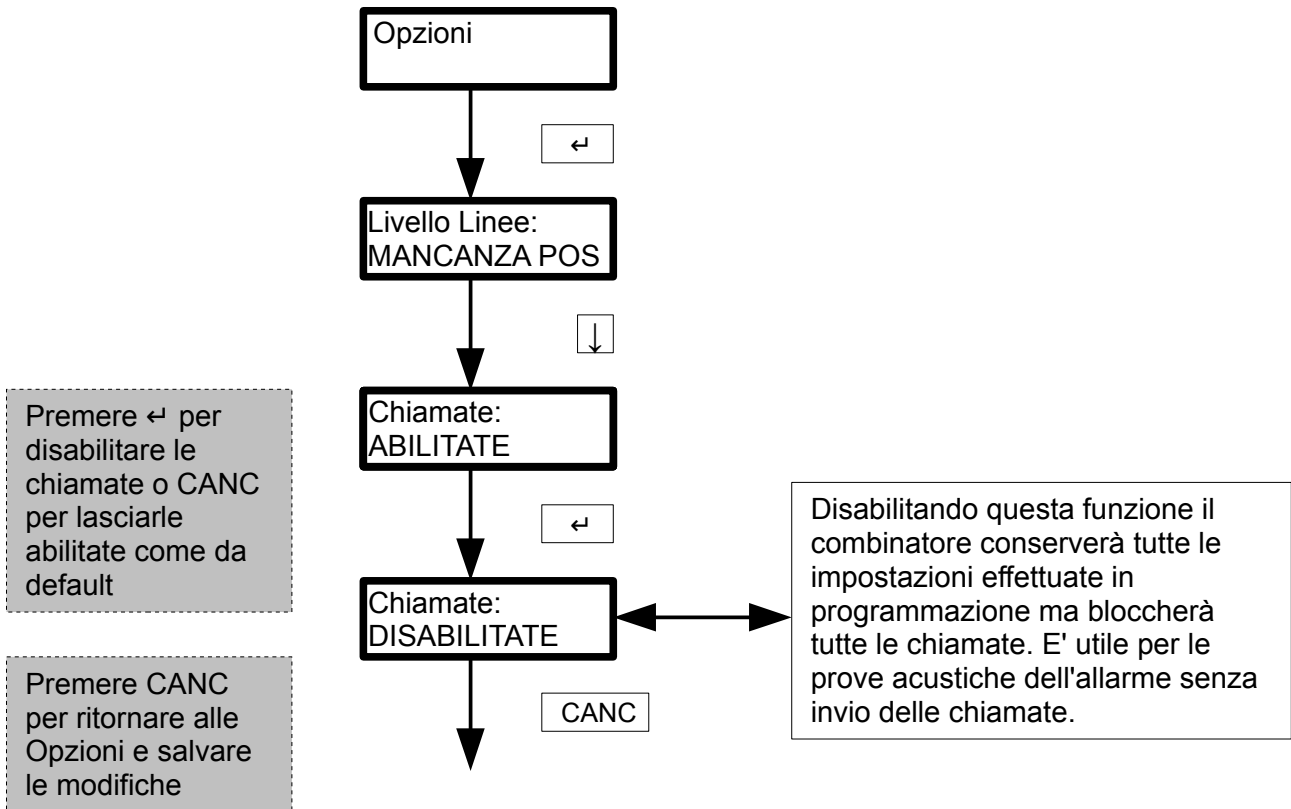 Opzioni
↵
Livello Linee:
MANCANZA POS
↓
Premere ↵ per
disabilitare le
chiamate o CANC
per lasciarle
abilitate come da
default
Chiamate:
ABILITATE
↵
Chiamate:
DISABILITATE
Disabilitando questa funzione il
combinatore conserverà tutte le
impostazioni effettuate in
programmazione ma bloccherà
tutte le chiamate. E' utile per le
prove acustiche dell'allarme senza
invio delle chiamate.
Premere CANC
per ritornare alle
Opzioni e salvare
le modifiche
CANC